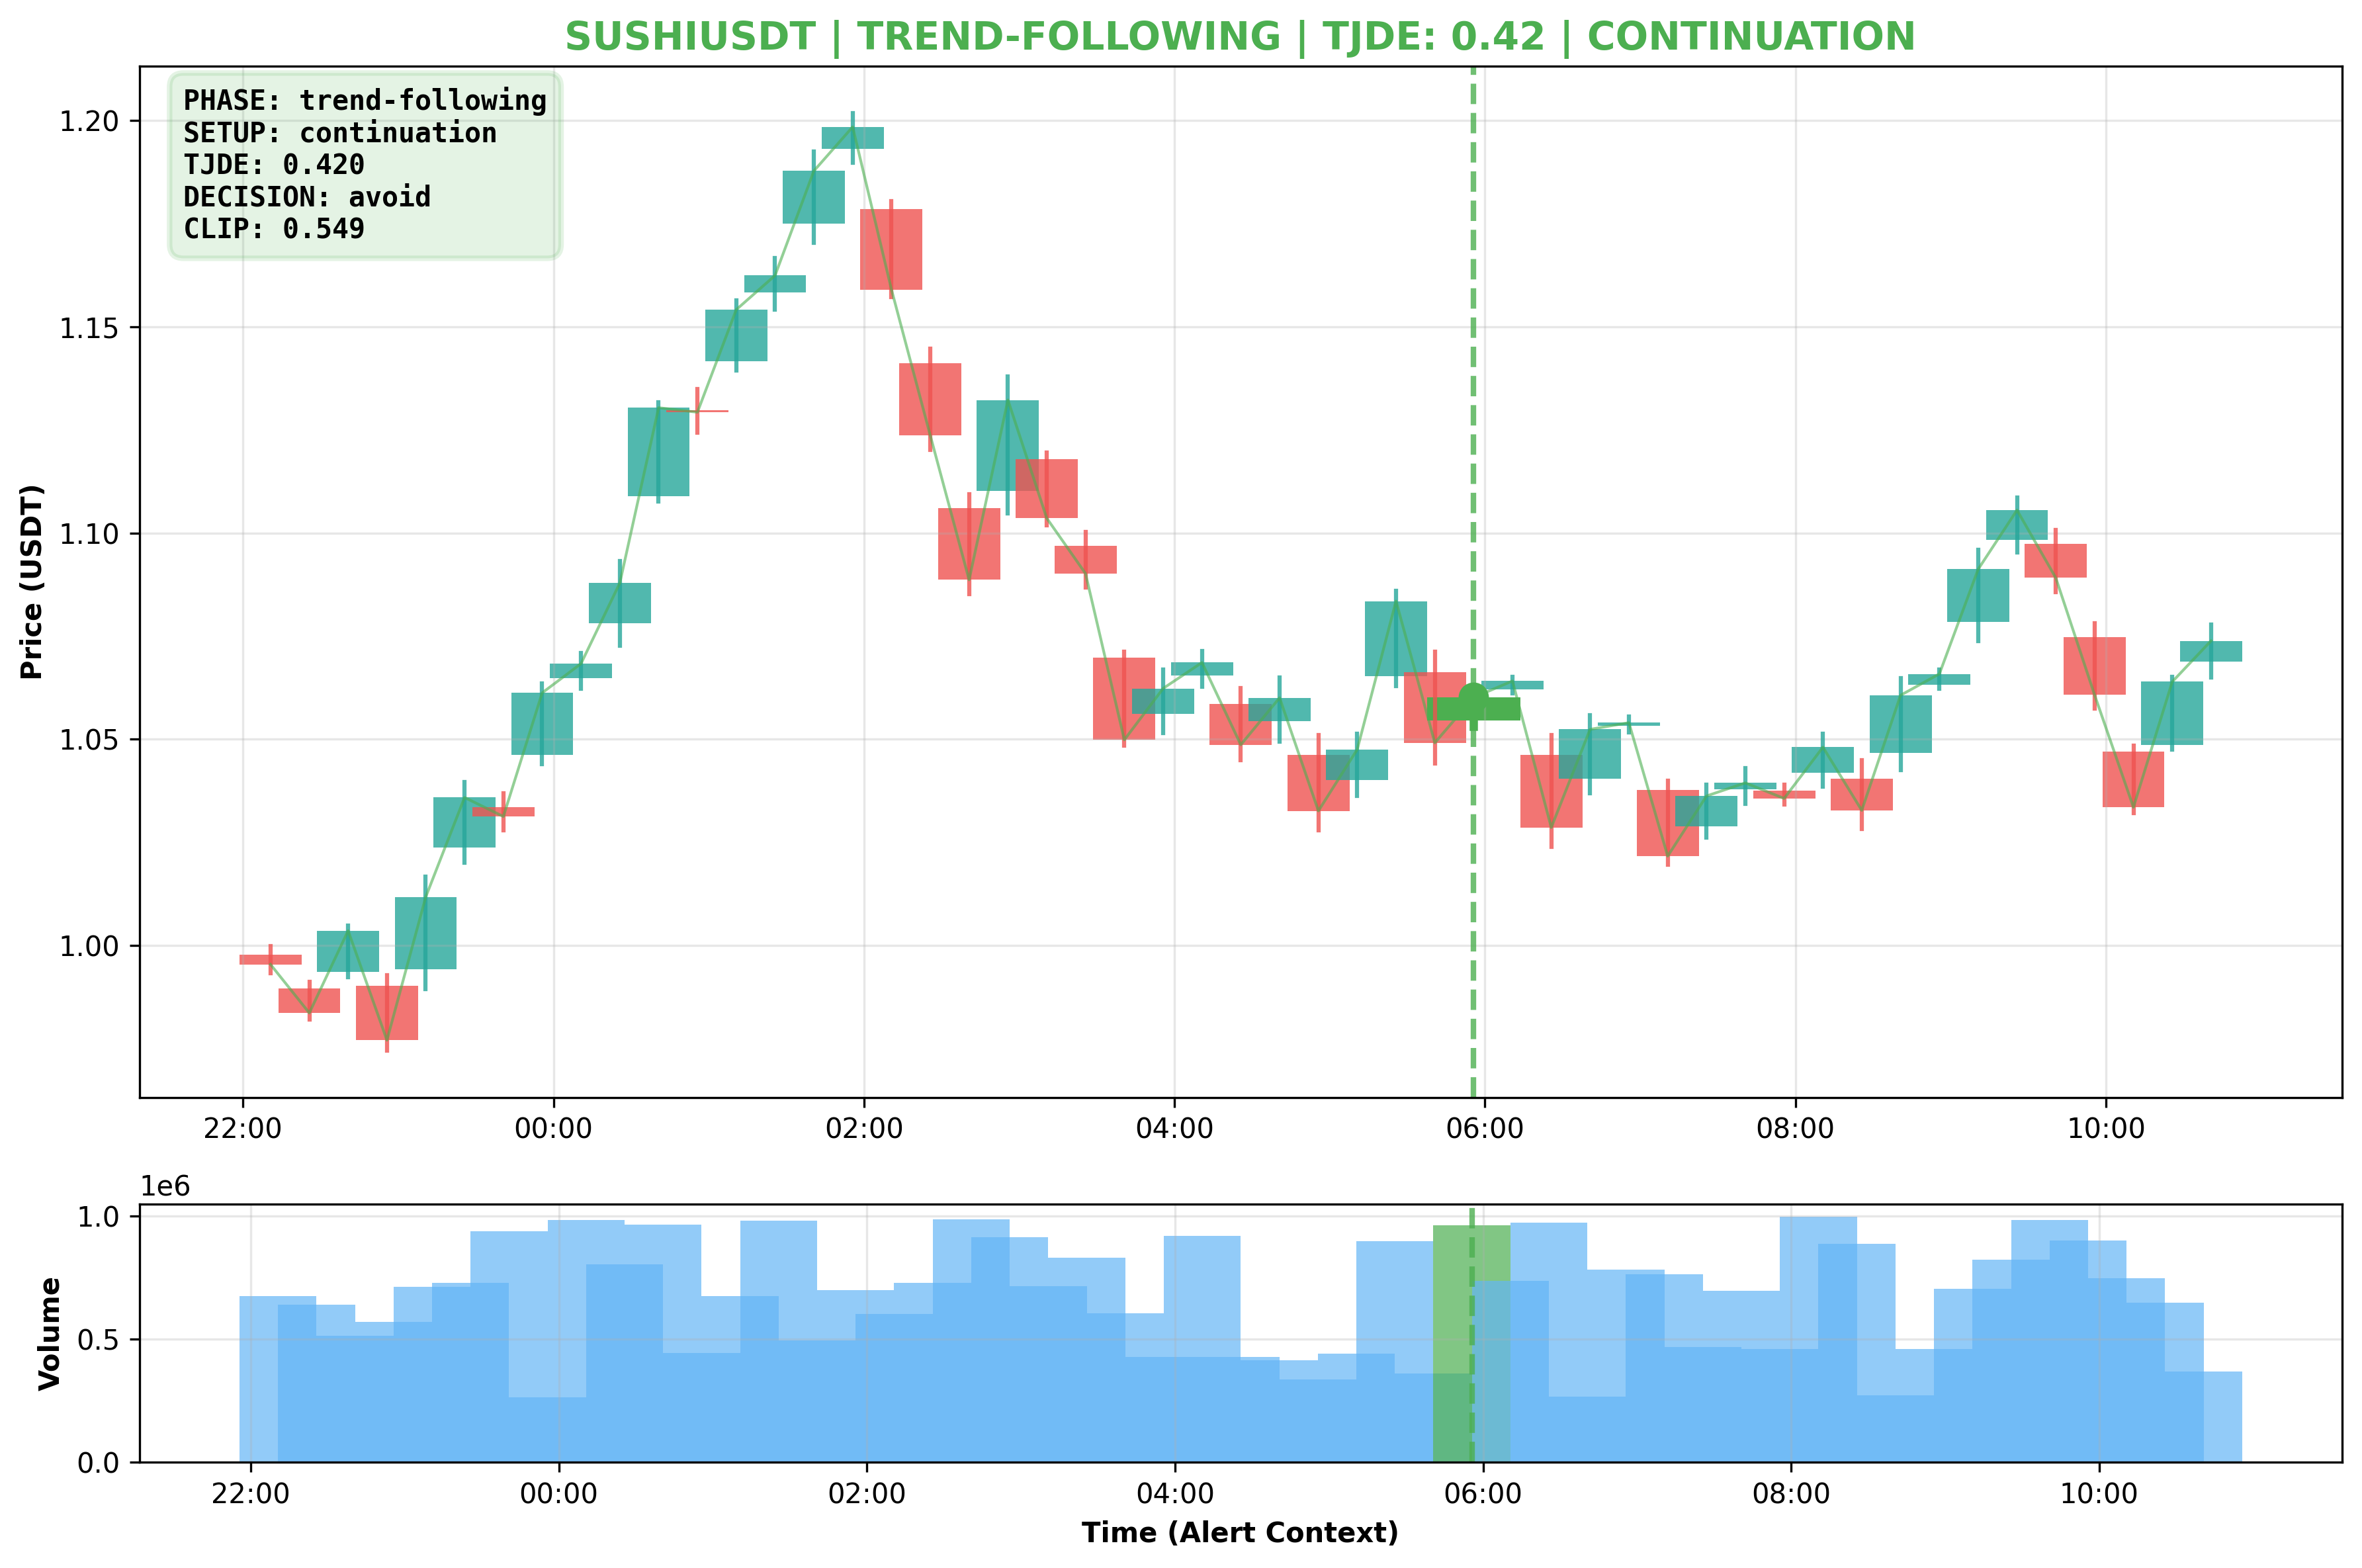 SUSHIUSDT | TREND-FOLLOWING | TJDE: 0.42 | CONTINUATION
PHASE: trend-following
SETUP: continuation
TJDE: 0.420
DECISION: avoid
CLIP: 0.549
Price (USDT)
1.20
1.15
1.10
1.05
1.00
22:00 00:00 02:00 04:00 06:00 08:00 10:00
1e6
Volume
1.0
0.5
0.0
22:00 00:00 02:00 04:00 06:00 08:00 10:00
Time (Alert Context)